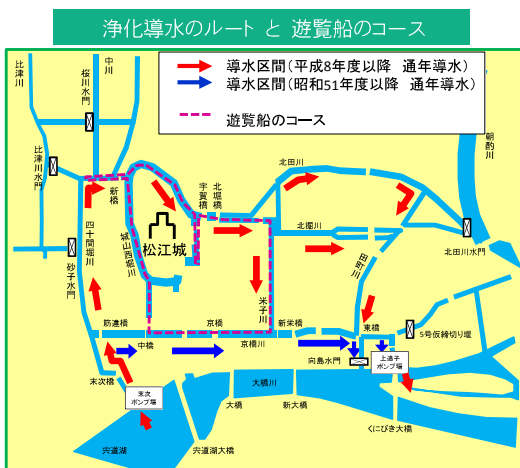 浄化導水のルート と 遊覧船のコース
導水区間(平成8年度以降 通年導水)
導水区間(昭和51年度以降 通年導水)
遊覧船のコース
比津川
桜川水門
中川
朝酌川
比津川水門
新橋
宇賀橋
北堀橋
北田川
四十間堀川
城山西堀川
松江城
北堀川
北田川水門
砂子水門
米子川
田町川
筋違橋
中橋
京橋
京橋川
新栄橋
東橋
5号仮締切り堰
向島水門
上追子
ポンプ場
末次橋
末次
ポンプ場
大橋川
大橋
新大橋
くにびき大橋
宍道湖
宍道湖大橋